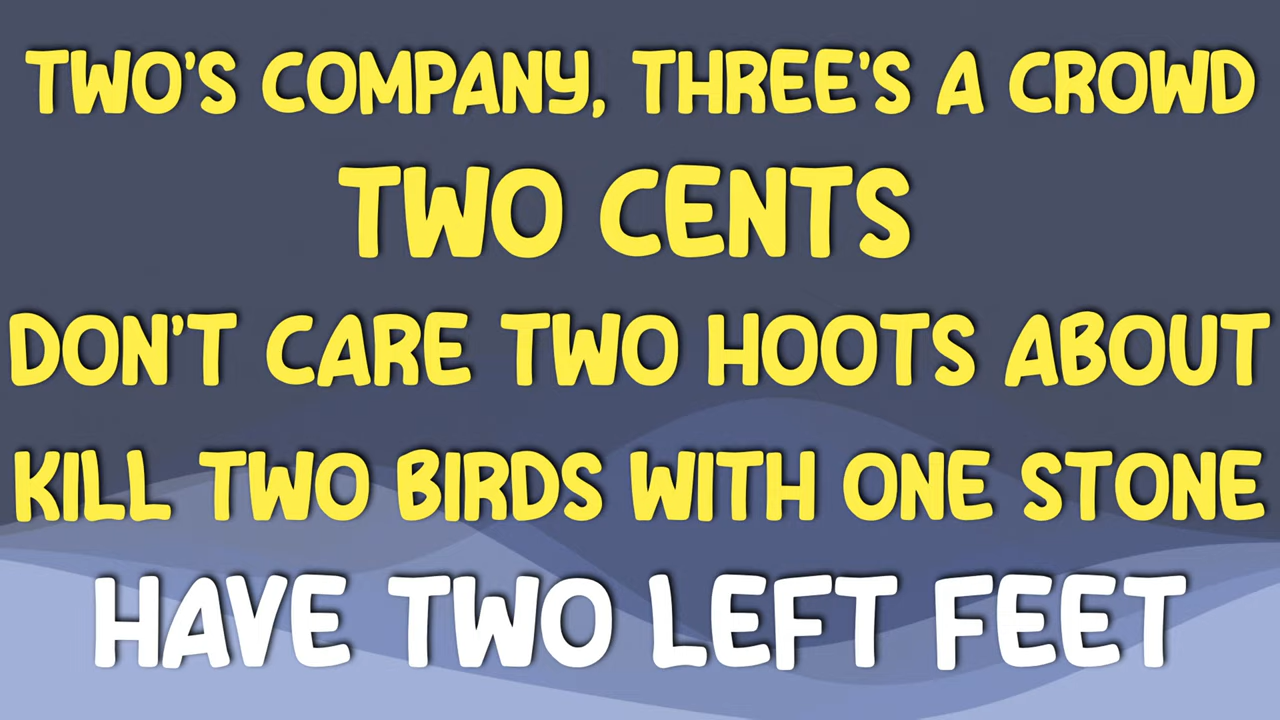 TWO'S COMPANY, THREE'S A CROWD
TWO CENTS
DON'T CARE TWO HOOTS ABOUT
KILL TWO BIRDS WITH ONE STONE
HAVE TWO LEFT FEET